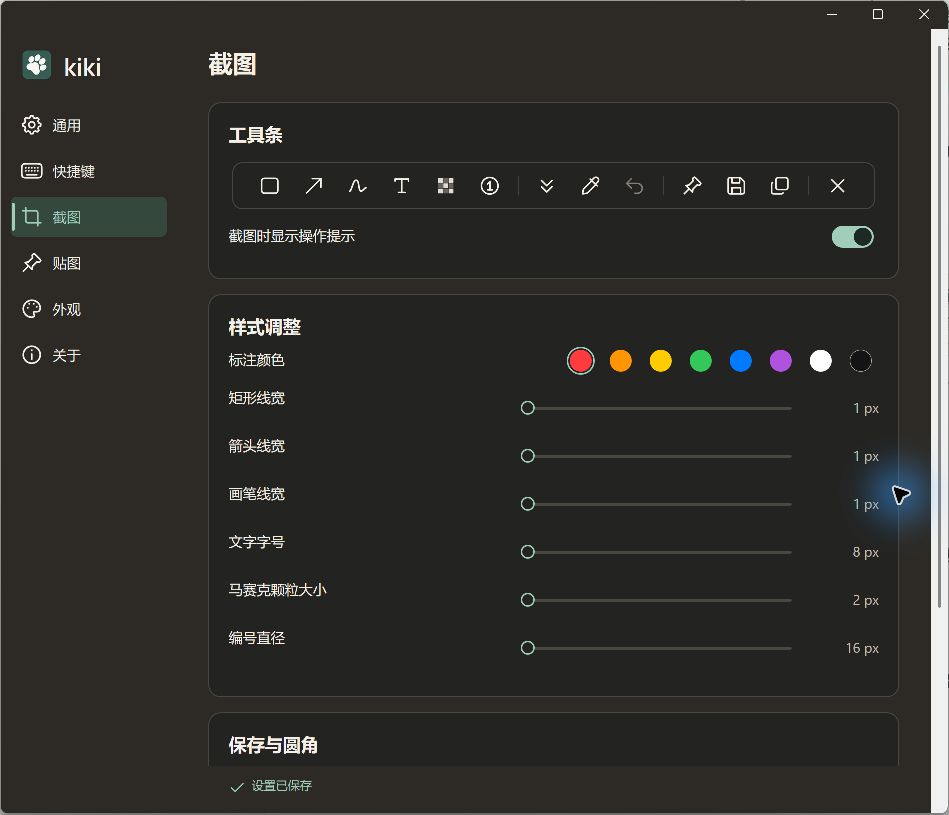 kiki
通用
快捷键
截图
贴图
外观
关于
截图
工具条
T
1
截图时显示操作提示
样式调整
标注颜色
矩形线宽 1 px
箭头线宽 1 px
画笔线宽 1 px
文字字号 8 px
马赛克颗粒大小 2 px
编号直径 16 px
保存与圆角
设置已保存